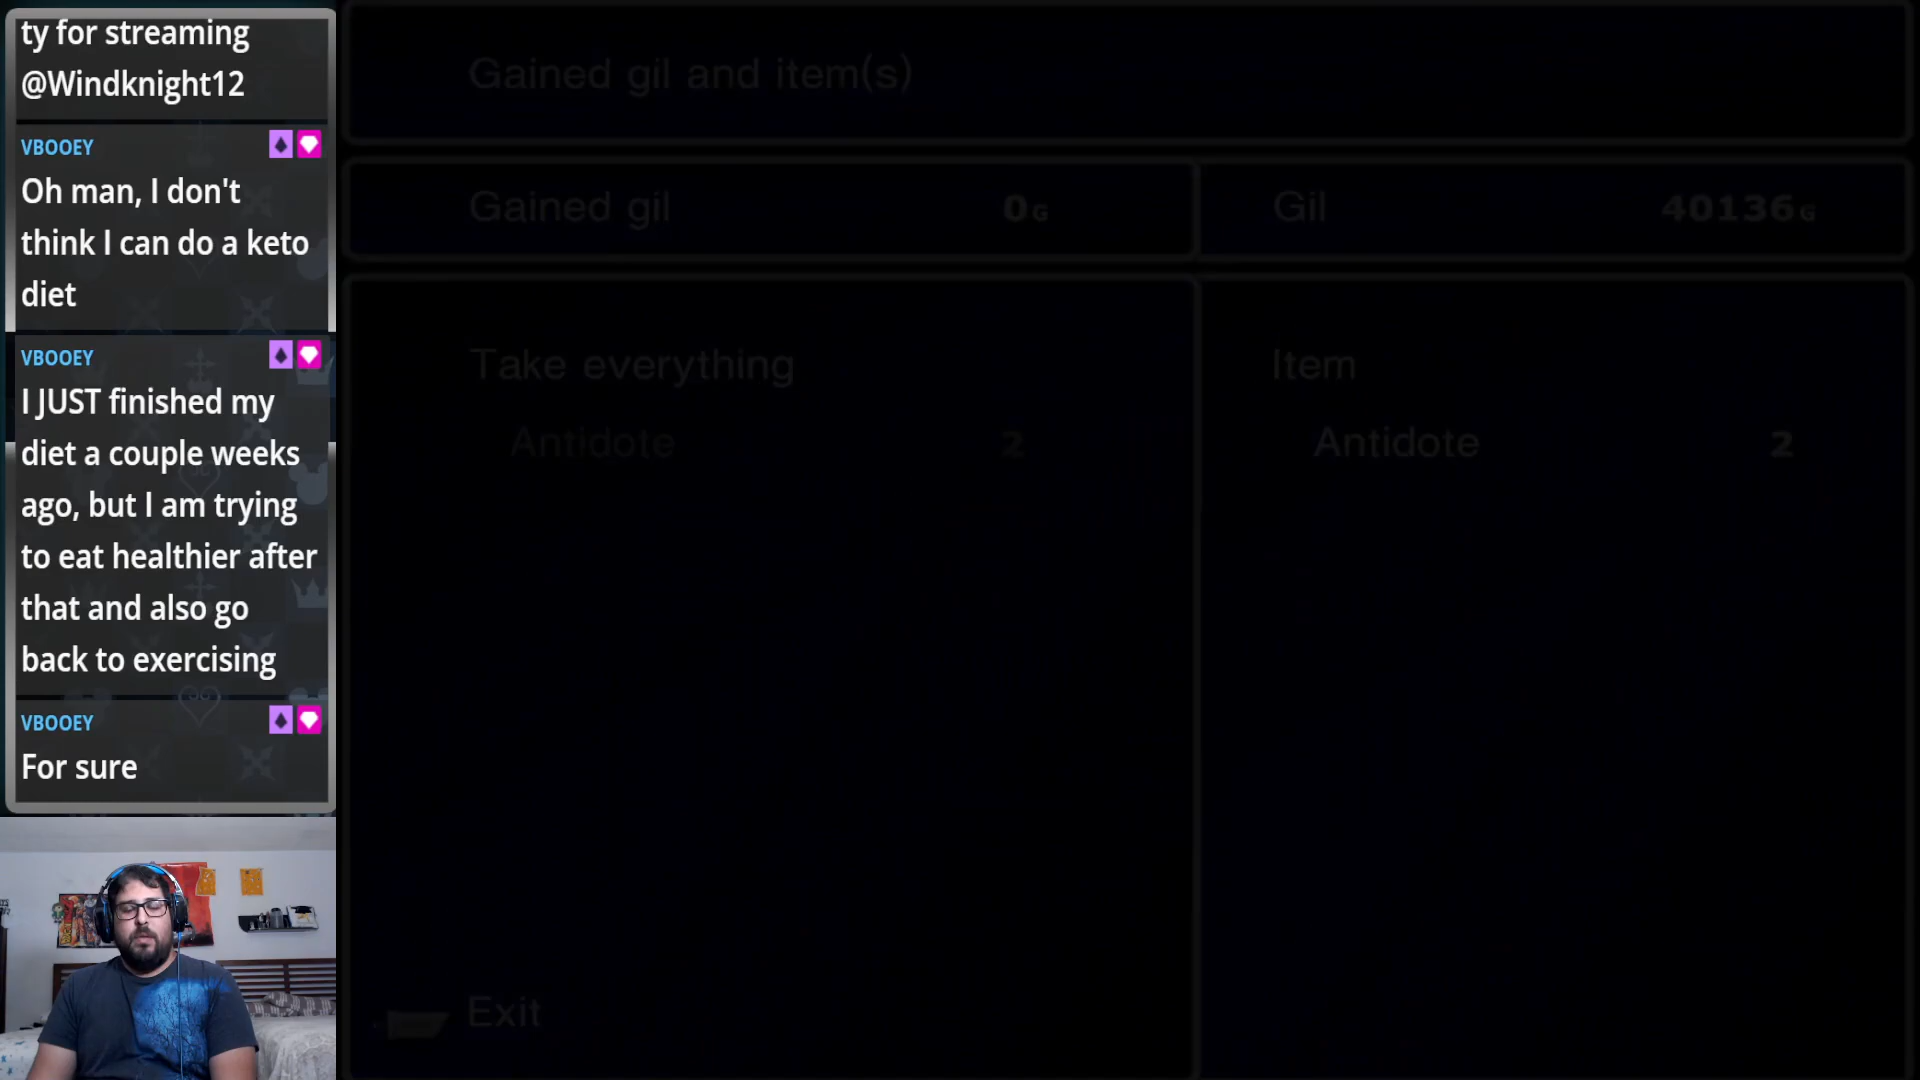 ty for streaming
@Windknight12
VBOOEY
Oh man, I don't
think I can do a keto
diet
VBOOEY
I JUST finished my
diet a couple weeks
ago, but I am trying
to eat healthier after
that and also go
back to exercising
VBOOEY
For sure
Gained gil and item(s)
Gained gil 0G
Gil 40136G
Take everything
Antidote 2
Item
Antidote 2
Exit